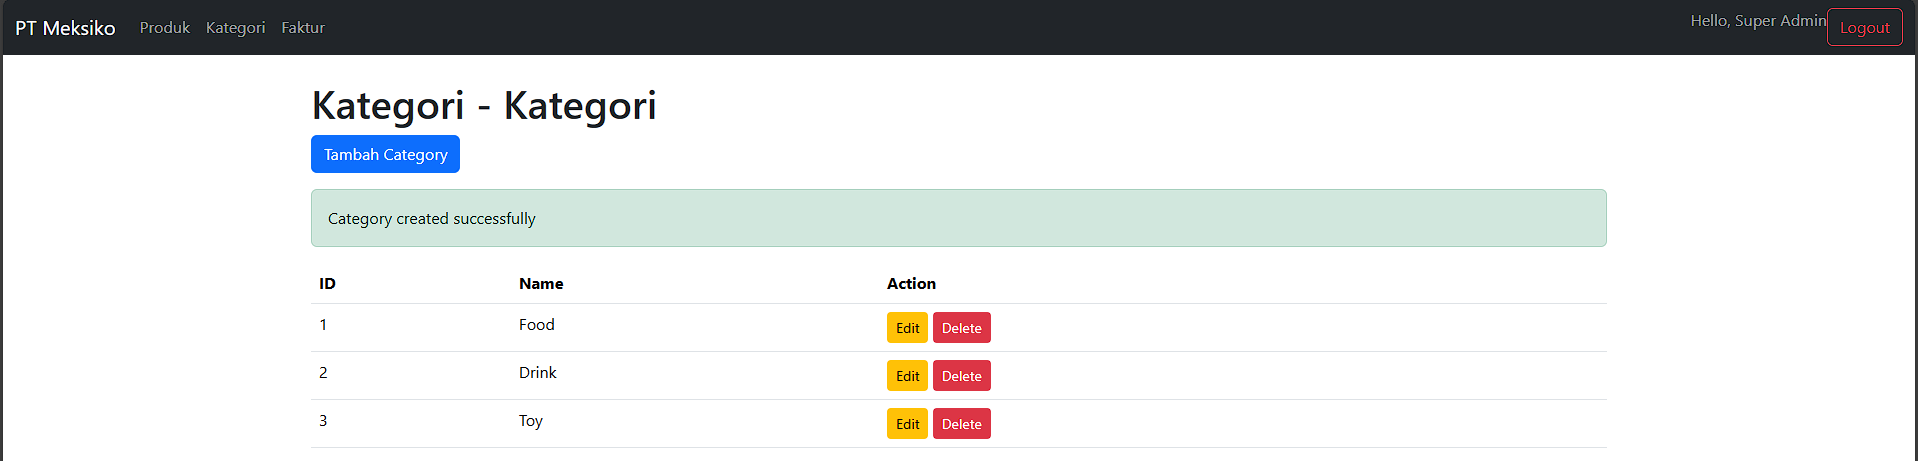 PT Meksiko Produk Kategori Faktur Hello, Super Admin Logout
Kategori - Kategori
Tambah Category
Category created successfully
ID Name Action
1 Food Edit Delete
2 Drink Edit Delete
3 Toy Edit Delete